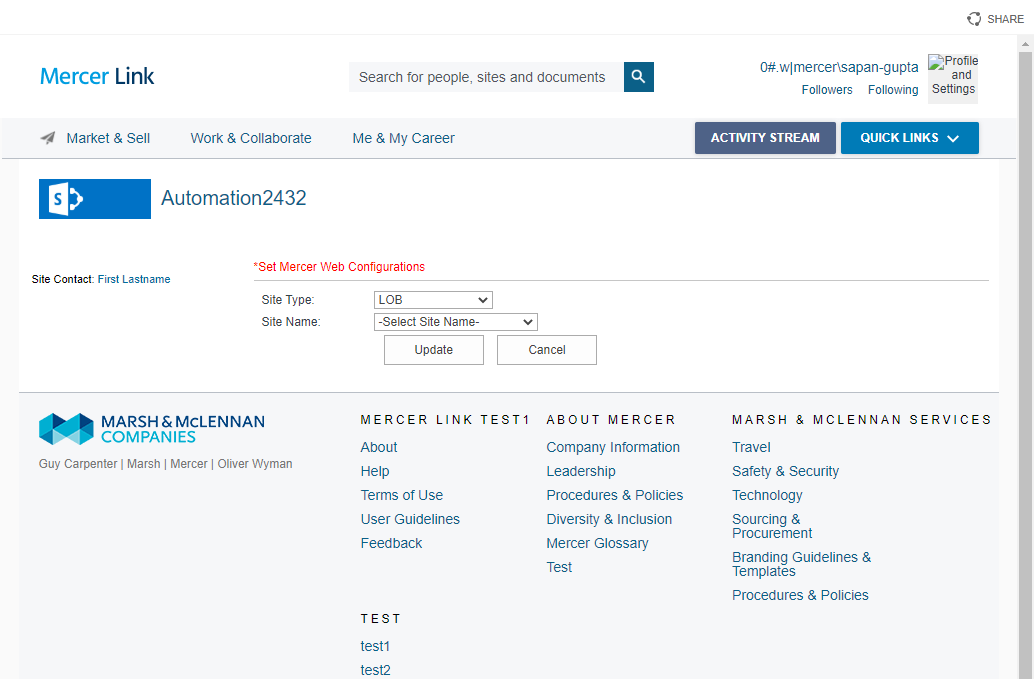 SHARE
Mercer Link
Search for people, sites and documents
0#.w|mercer\sapan-gupta
Followers Following
Profile
and
Settings
Market & Sell Work & Collaborate Me & My Career
ACTIVITY STREAM QUICK LINKS
S Automation2432
*Set Mercer Web Configurations
Site Contact: First Lastname
Site Type: LOB
Site Name: -Select Site Name-
Update Cancel
MARSH & McLENNAN
COMPANIES
Guy Carpenter | Marsh | Mercer | Oliver Wyman
MERCER LINK TEST1
About
Help
Terms of Use
User Guidelines
Feedback
ABOUT MERCER
Company Information
Leadership
Procedures & Policies
Diversity & Inclusion
Mercer Glossary
Test
MARSH & MCLENNAN SERVICES
Travel
Safety & Security
Technology
Sourcing &
Procurement
Branding Guidelines &
Templates
Procedures & Policies
TEST
test1
test2